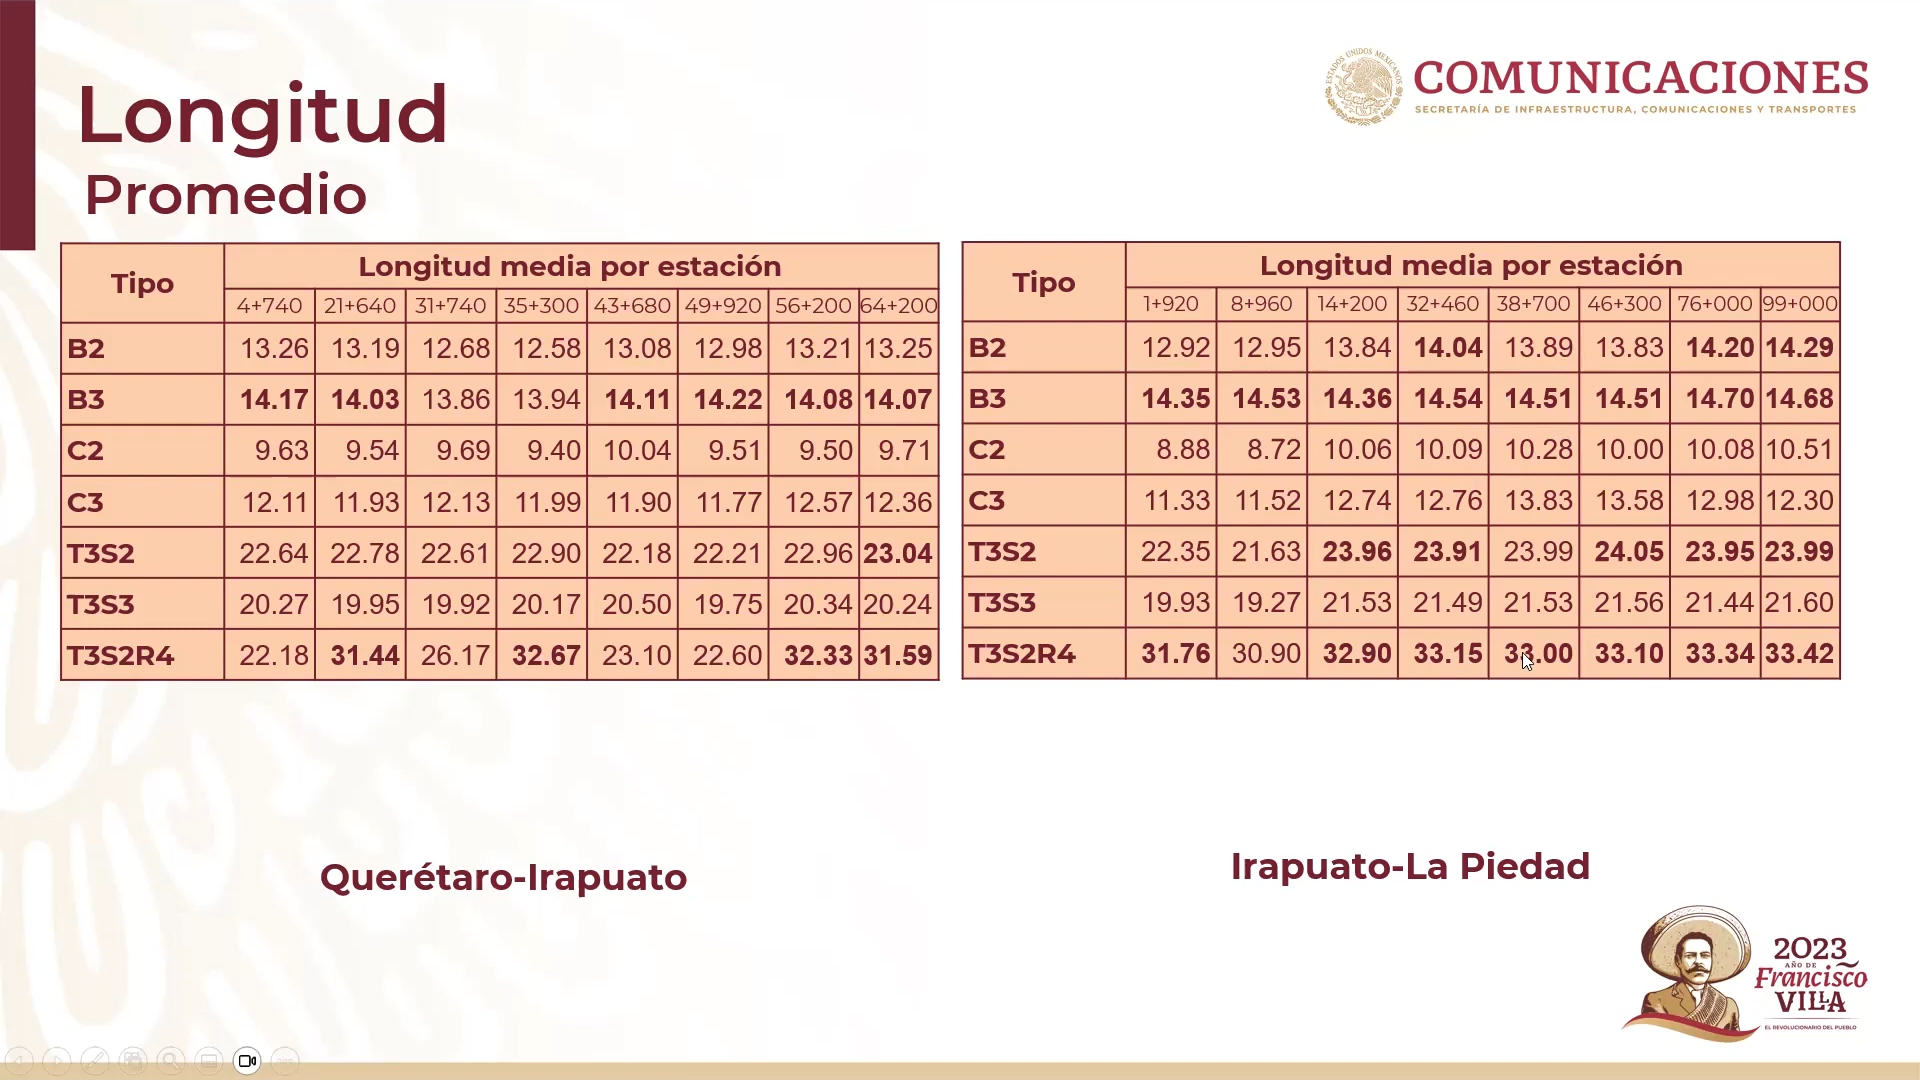 Longitud
Promedio
ESTADOS UNIDOS MEXICANOS
COMUNICACIONES
SECRETARÍA DE INFRAESTRUCTURA, COMUNICACIONES Y TRANSPORTES
Tipo Longitud media por estación
4+740 21+640 31+740 35+300 43+680 49+920 56+200 64+200
B2 13.26 13.19 12.68 12.58 13.08 12.98 13.21 13.25
B3 14.17 14.03 13.86 13.94 14.11 14.22 14.08 14.07
C2 9.63 9.54 9.69 9.40 10.04 9.51 9.50 9.71
C3 12.11 11.93 12.13 11.99 11.90 11.77 12.57 12.36
T3S2 22.64 22.78 22.61 22.90 22.18 22.21 22.96 23.04
T3S3 20.27 19.95 19.92 20.17 20.50 19.75 20.34 20.24
T3S2R4 22.18 31.44 26.17 32.67 23.10 22.60 32.33 31.59
Tipo Longitud media por estación
1+920 8+960 14+200 32+460 38+700 46+300 76+000 99+000
B2 12.92 12.95 13.84 14.04 13.89 13.83 14.20 14.29
B3 14.35 14.53 14.36 14.54 14.51 14.51 14.70 14.68
C2 8.88 8.72 10.06 10.09 10.28 10.00 10.08 10.51
C3 11.33 11.52 12.74 12.76 13.83 13.58 12.98 12.30
T3S2 22.35 21.63 23.96 23.91 23.99 24.05 23.95 23.99
T3S3 19.93 19.27 21.53 21.49 21.53 21.56 21.44 21.60
T3S2R4 31.76 30.90 32.90 33.15 33.00 33.10 33.34 33.42
Querétaro-Irapuato
Irapuato-La Piedad
2023
AÑO DE
Francisco
VILLA
EL REVOLUCIONARIO DEL PUEBLO